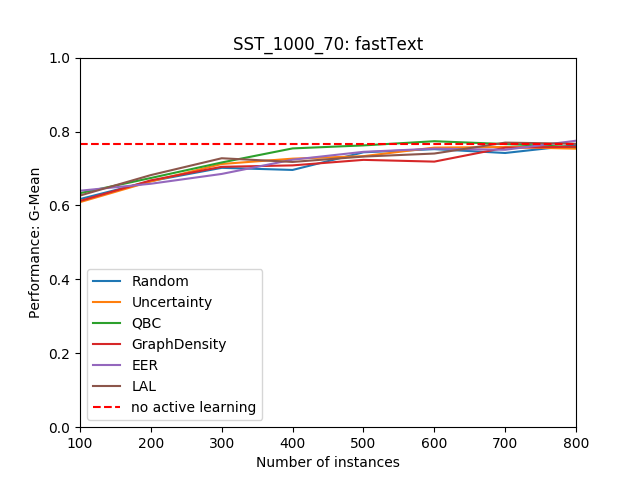 SST_1000_70: fastText
1.0
0.8
0.6
0.4
0.2
0.0
Performance: G-Mean
Random
Uncertainty
QBC
GraphDensity
EER
LAL
no active learning
100 200 300 400 500 600 700 800
Number of instances